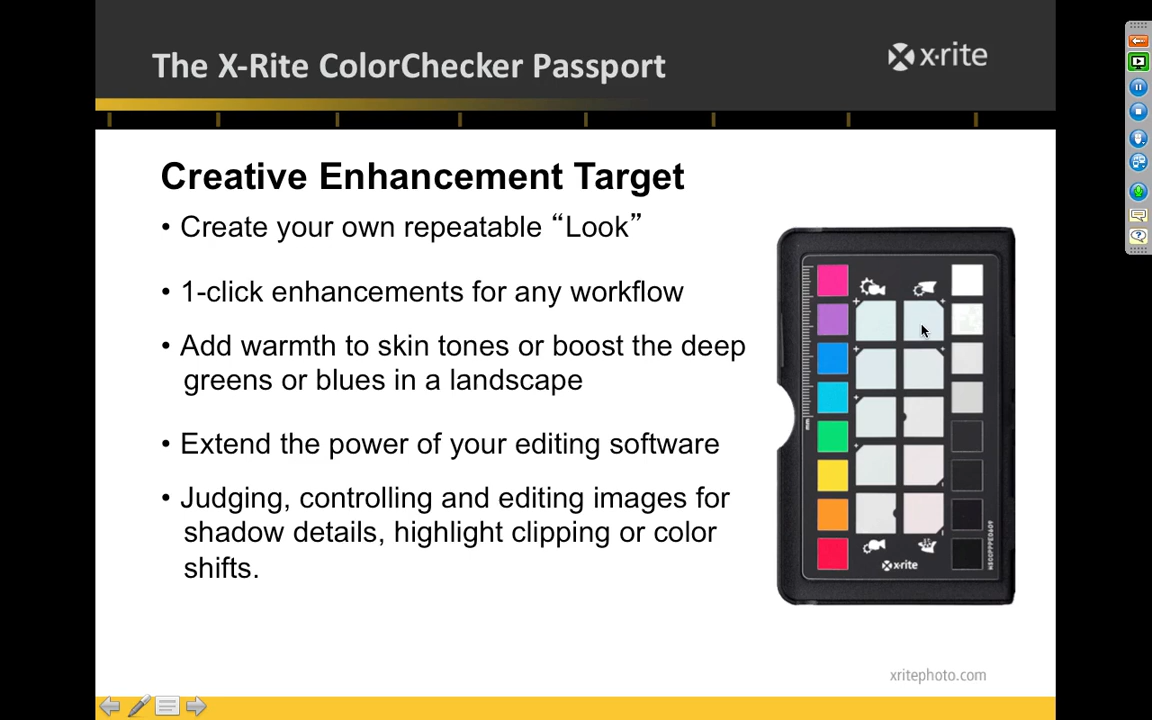 The X-Rite ColorChecker Passport
x·rite
Creative Enhancement Target
• Create your own repeatable “Look”
• 1-click enhancements for any workflow
• Add warmth to skin tones or boost the deep
greens or blues in a landscape
• Extend the power of your editing software
• Judging, controlling and editing images for
shadow details, highlight clipping or color
shifts.
mm
x·rite
xritephoto.com